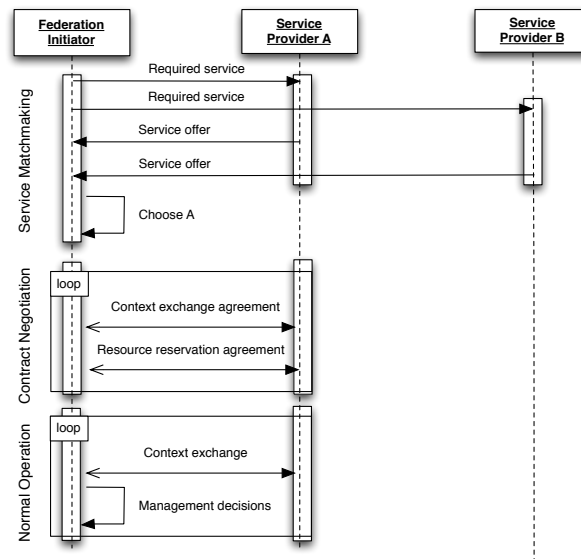 Federation
Initiator
Service
Provider A
Service
Provider B
Service Matchmaking
Required service
Required service
Service offer
Service offer
Choose A
Contract Negotiation
loop
Context exchange agreement
Resource reservation agreement
Normal Operation
loop
Context exchange
Management decisions